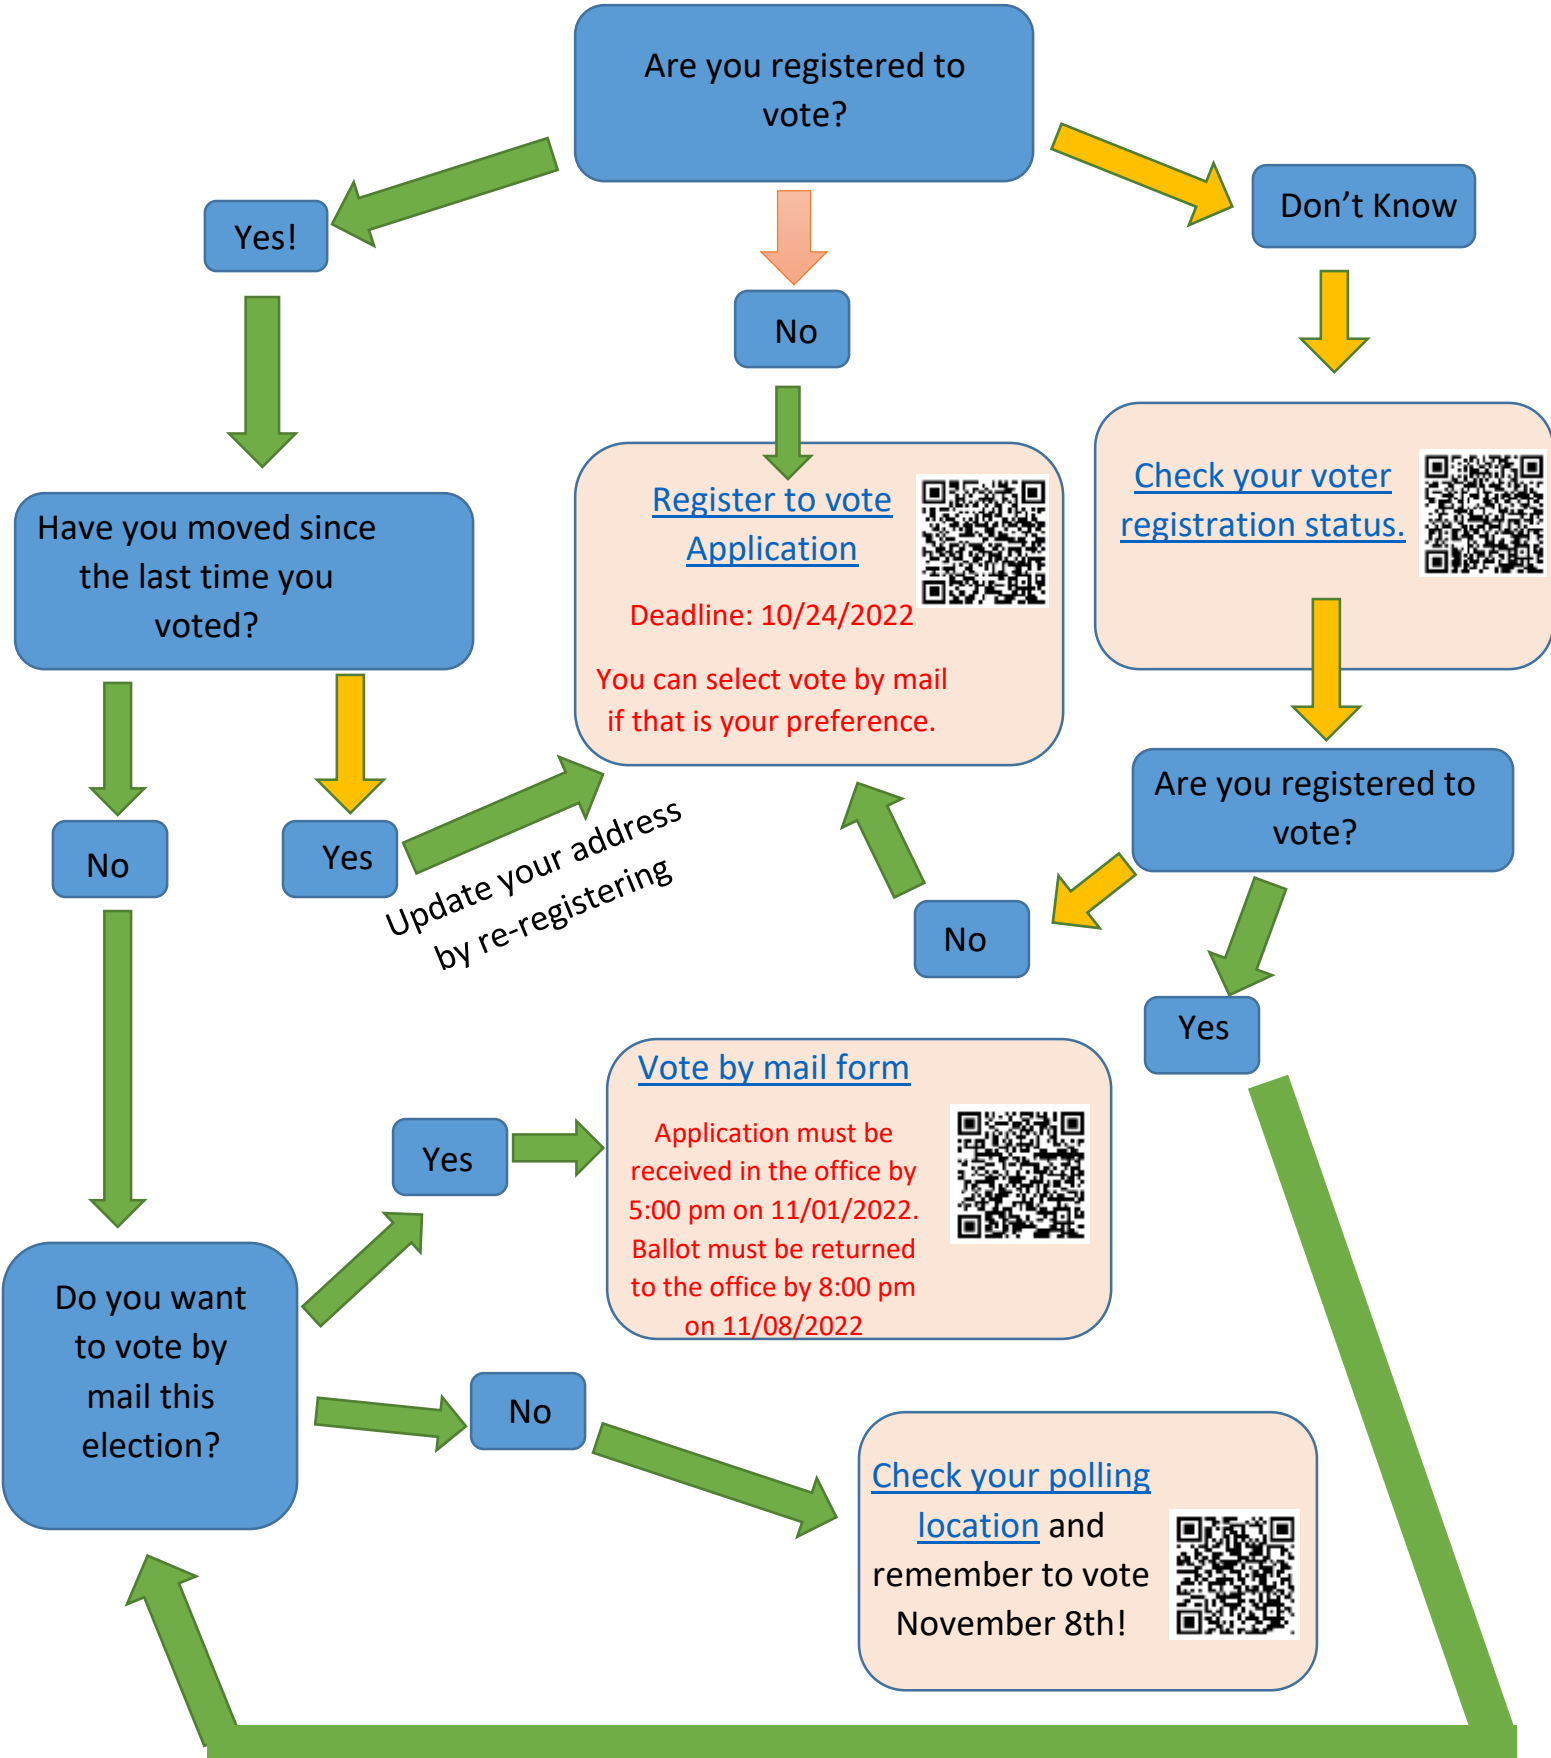 Are you registered to
vote?
Yes!
Don't Know
No
Register to vote
Application
Deadline: 10/24/2022
You can select vote by mail
if that is your preference.
Check your voter
registration status.
Have you moved since
the last time you
voted?
Are you registered to
vote?
No
Yes
Update your address
by re-registering
No
Yes
Vote by mail form
Application must be
received in the office by
5:00 pm on 11/01/2022.
Ballot must be returned
to the office by 8:00 pm
on 11/08/2022
Yes
Do you want
to vote by
mail this
election?
No
Check your polling
location and
remember to vote
November 8th!